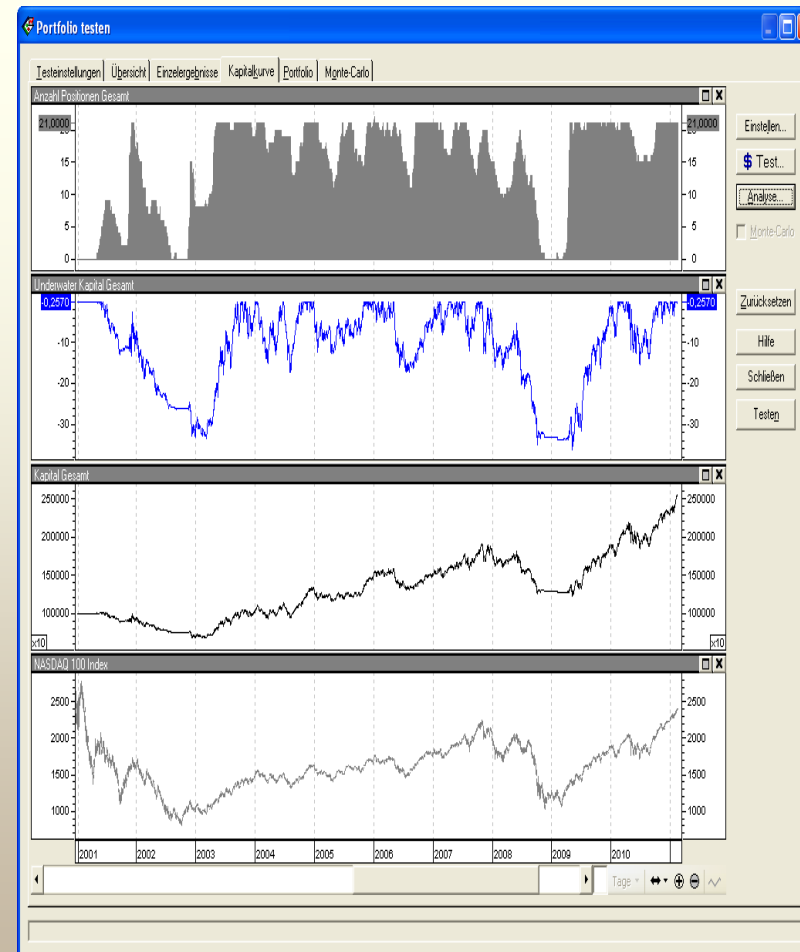 Portfolio testen
Testeinstellungen Übersicht Einzelergebnisse Kapitalkurve Portfolio Monte-Carlo
Anzahl Positionen Gesamt
21,0000 21,0000
15 15
10 10
5 5
0 0
Einstellen...
$ Test...
Analyse...
Monte-Carlo
Underwater Kapital Gesamt
-0,2570 -0,2570
-10 -10
-20 -20
-30 -30
Zurücksetzen
Hilfe
Schließen
Testen
Kapital Gesamt
250000 250000
200000 200000
150000 150000
100000 100000
x10 x10
NASDAQ 100 Index
2500 2500
2000 2000
1500 1500
1000 1000
2001 2002 2003 2004 2005 2006 2007 2008 2009 2010
Tage